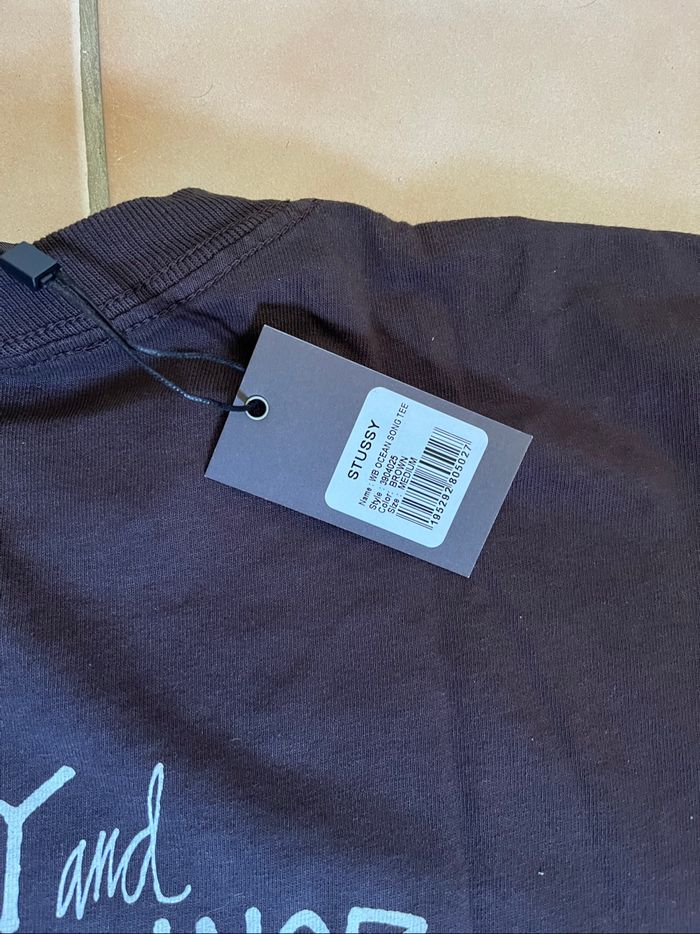 STUSSY
Name : WB OCEAN SONG TEE
Style : 3904025
Color : BROWN
Size : MEDIUM
195292805027
Y and